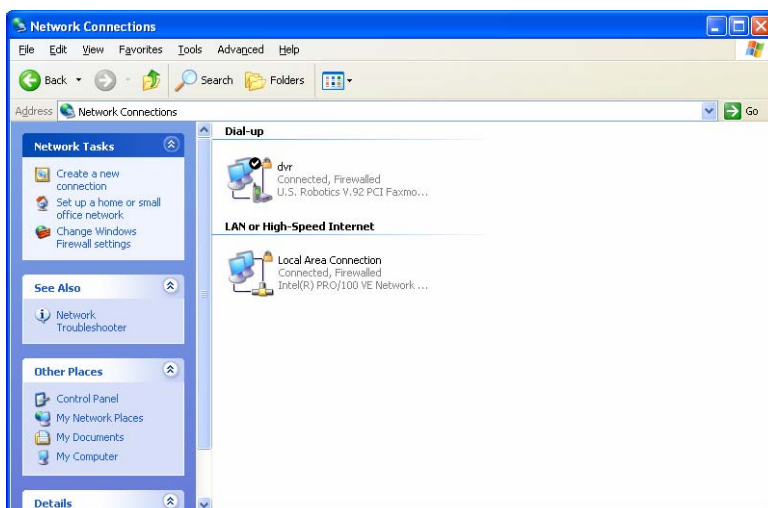 Network Connections
File Edit View Favorites Tools Advanced Help
Back Search Folders
Address Network Connections Go
Network Tasks
Create a new
connection
Set up a home or small
office network
Change Windows
Firewall settings
See Also
Network
Troubleshooter
Other Places
Control Panel
My Network Places
My Documents
My Computer
Details
Dial-up
dvr
Connected, Firewalled
U.S. Robotics V.92 PCI Faxmo...
LAN or High-Speed Internet
Local Area Connection
Connected, Firewalled
Intel(R) PRO/100 VE Network ...